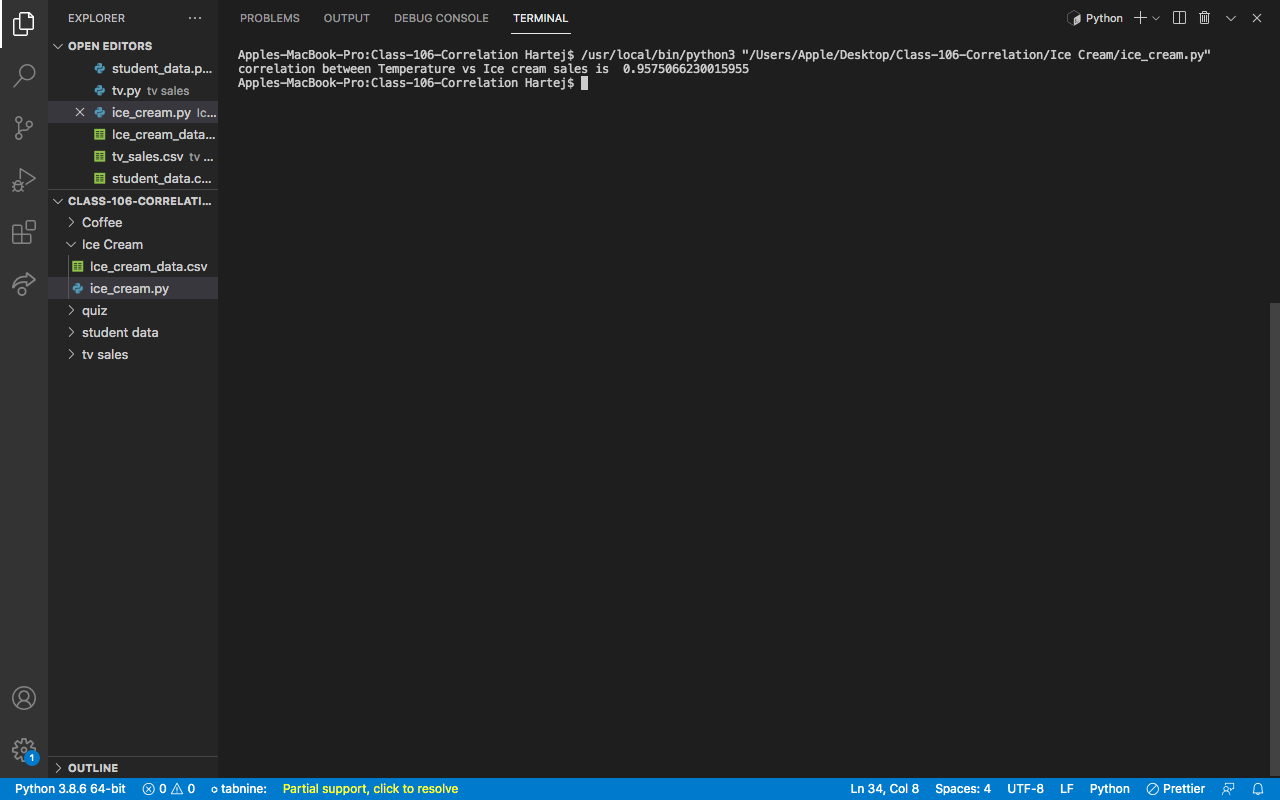 EXPLORER
OPEN EDITORS
student_data.p...
tv.py tv sales
ice_cream.py Ic...
Ice_cream_data...
tv_sales.csv tv ...
student_data.c...
CLASS-106-CORRELATI...
Coffee
Ice Cream
Ice_cream_data.csv
ice_cream.py
quiz
student data
tv sales
OUTLINE
PROBLEMS OUTPUT DEBUG CONSOLE TERMINAL Python
Apples-MacBook-Pro:Class-106-Correlation Hartej$ /usr/local/bin/python3 "/Users/Apple/Desktop/Class-106-Correlation/Ice Cream/ice_cream.py"
correlation between Temperature vs Ice cream sales is  0.9575066230015955
Apples-MacBook-Pro:Class-106-Correlation Hartej$
1
Python 3.8.6 64-bit 0 0 tabnine: Partial support, click to resolve Ln 34, Col 8 Spaces: 4 UTF-8 LF Python Prettier